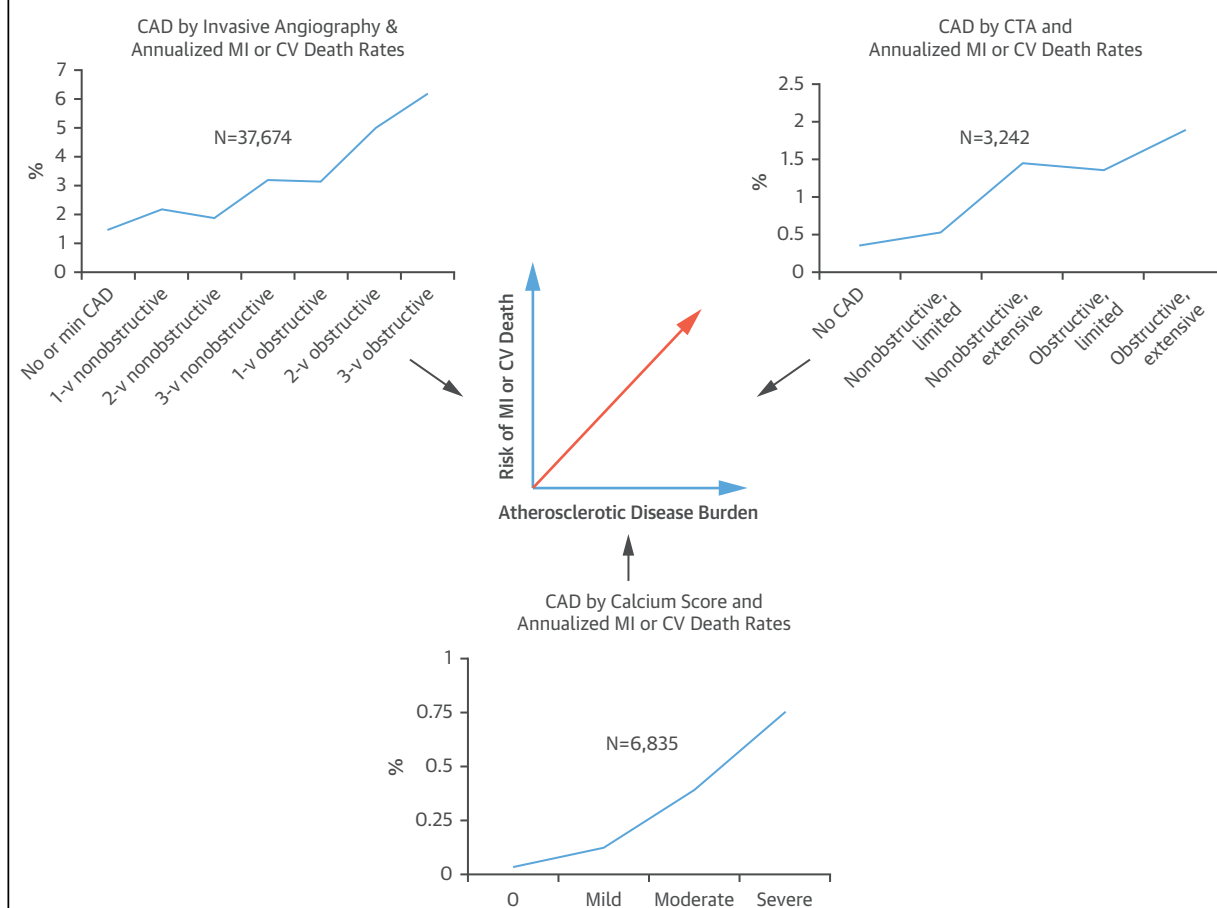 CAD by Invasive Angiography &
Annualized MI or CV Death Rates
7
6
5
4
3
2
1
0
%
N=37,674
No or min CAD
1-v nonobstructive
2-v nonobstructive
3-v nonobstructive
1-v obstructive
2-v obstructive
3-v obstructive
CAD by CTA and
Annualized MI or CV Death Rates
2.5
2
1.5
1
0.5
0
%
N=3,242
No CAD
Nonobstructive,
limited
Nonobstructive,
extensive
Obstructive,
limited
Obstructive,
extensive
Risk of MI or CV Death
Atherosclerotic Disease Burden
CAD by Calcium Score and
Annualized MI or CV Death Rates
1
0.75
0.5
0.25
0
%
N=6,835
0
Mild
Moderate
Severe